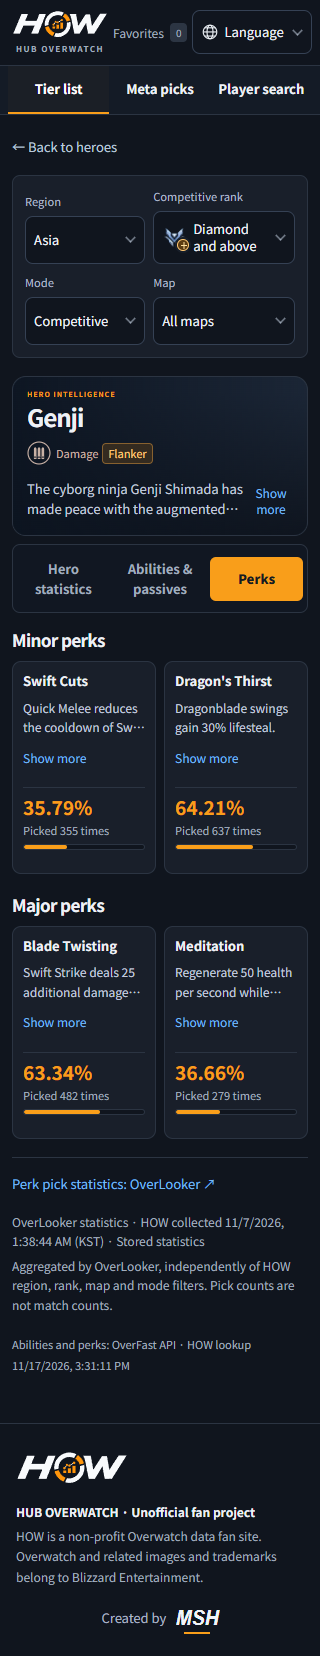 HOW
HUB OVERWATCH
Favorites 0
Language
Tier list Meta picks Player search
← Back to heroes
Region
Competitive rank
Asia
Diamond
and above
Mode
Map
Competitive
All maps
HERO INTELLIGENCE
Genji
Damage Flanker
The cyborg ninja Genji Shimada has
made peace with the augmented…
Show
more
Hero
statistics
Abilities &
passives
Perks
Minor perks
Swift Cuts
Quick Melee reduces
the cooldown of Sw…
Show more
35.79%
Picked 355 times
Dragon's Thirst
Dragonblade swings
gain 30% lifesteal.
Show more
64.21%
Picked 637 times
Major perks
Blade Twisting
Swift Strike deals 25
additional damage…
Show more
63.34%
Picked 482 times
Meditation
Regenerate 50 health
per second while…
Show more
36.66%
Picked 279 times
Perk pick statistics: OverLooker ↗
OverLooker statistics · HOW collected 11/7/2026,
1:38:44 AM (KST) · Stored statistics
Aggregated by OverLooker, independently of HOW
region, rank, map and mode filters. Pick counts are
not match counts.
Abilities and perks: OverFast API · HOW lookup
11/17/2026, 3:31:11 PM
HOW
HUB OVERWATCH · Unofficial fan project
HOW is a non-profit Overwatch data fan site.
Overwatch and related images and trademarks
belong to Blizzard Entertainment.
Created by MSH